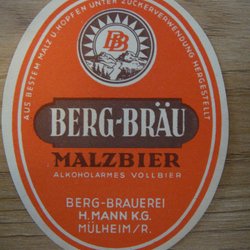 AUS BESTEM MALZ U. HOPFEN UNTER ZUCKERVERWENDUNG HERGESTELLT
BB
BERG-BRÄU
MALZBIER
ALKOHOLARMES VOLLBIER
BERG-BRAUEREI
H. MANN K.G.
MÜLHEIM/R.